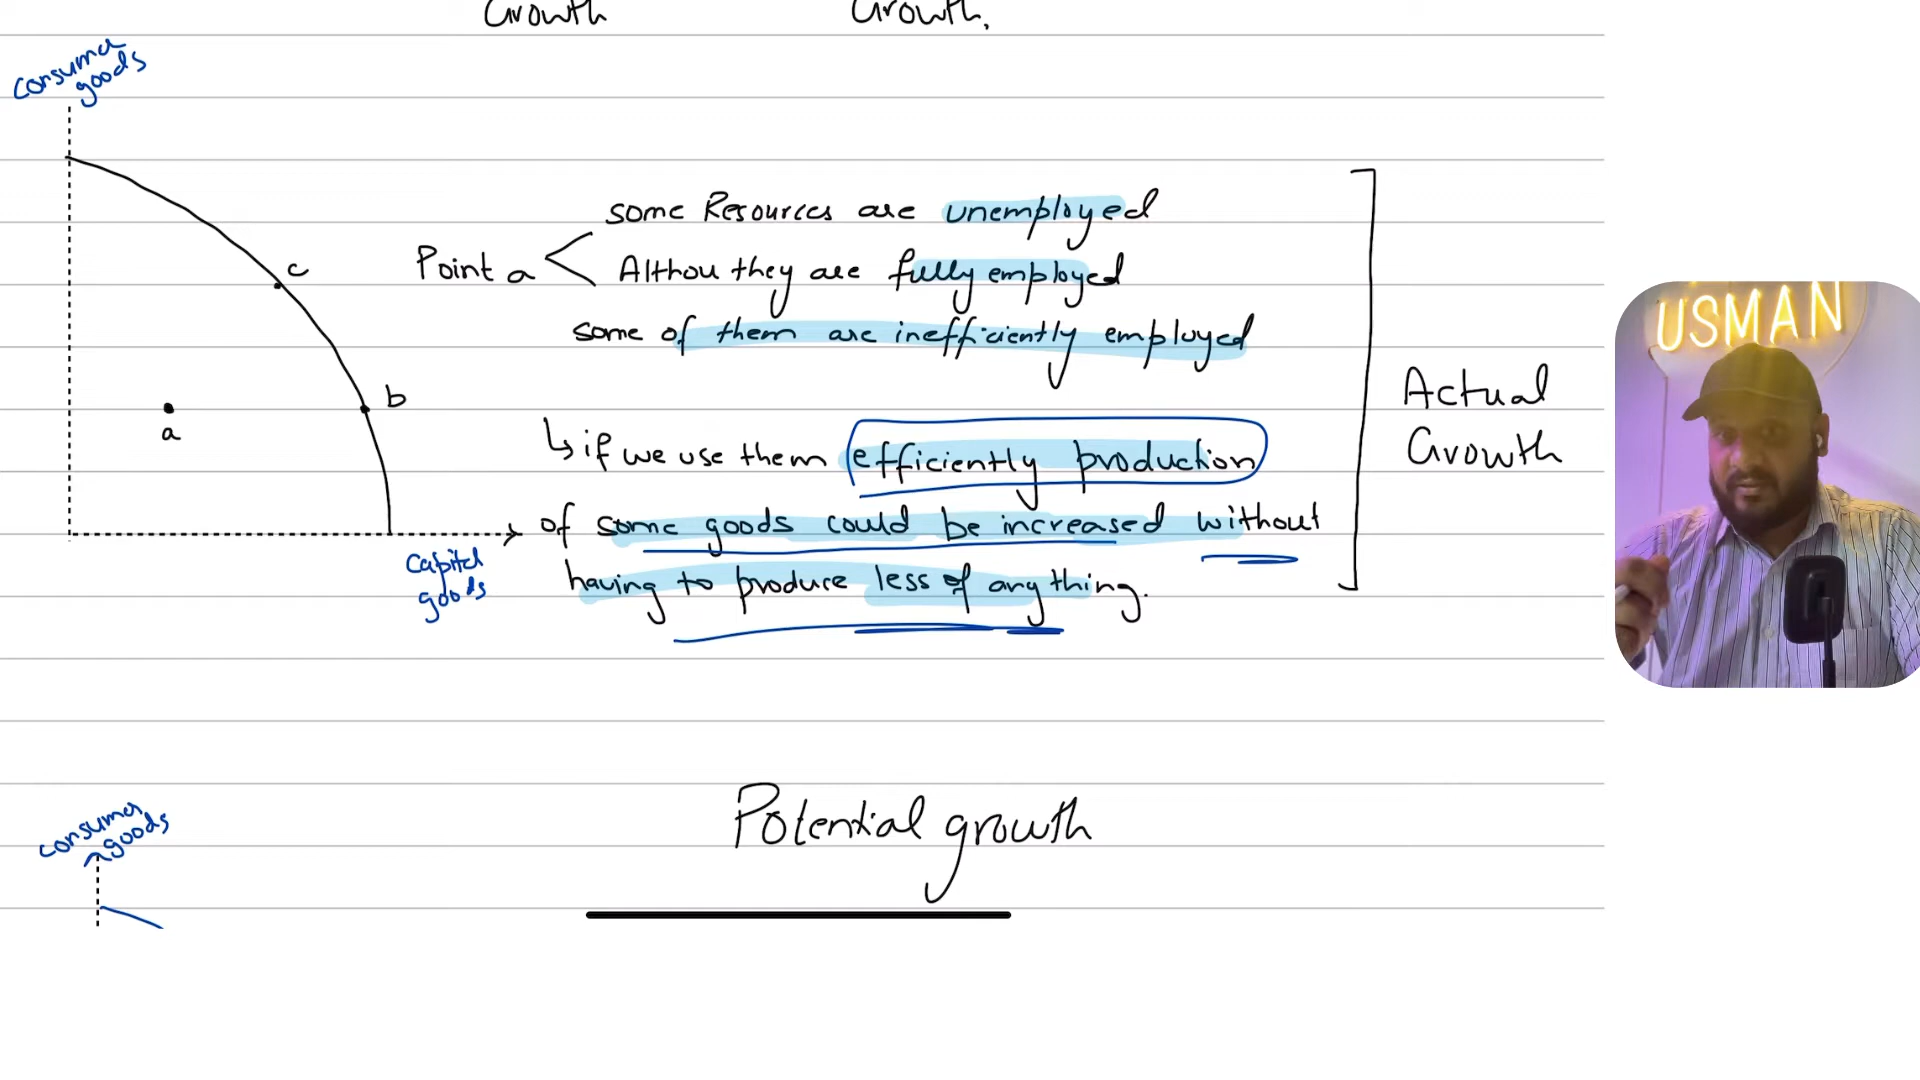 Growth Growth.
consumer
goods
c
b
a
Capital
goods
some Resources are unemployed
Point a
Althou they are fully employed
some of them are inefficiently employed
↳ if we use them efficiently production
of some goods could be increased without
having to produce less of anything.
Actual
Growth
USMAN
Potential growth
consumer
goods